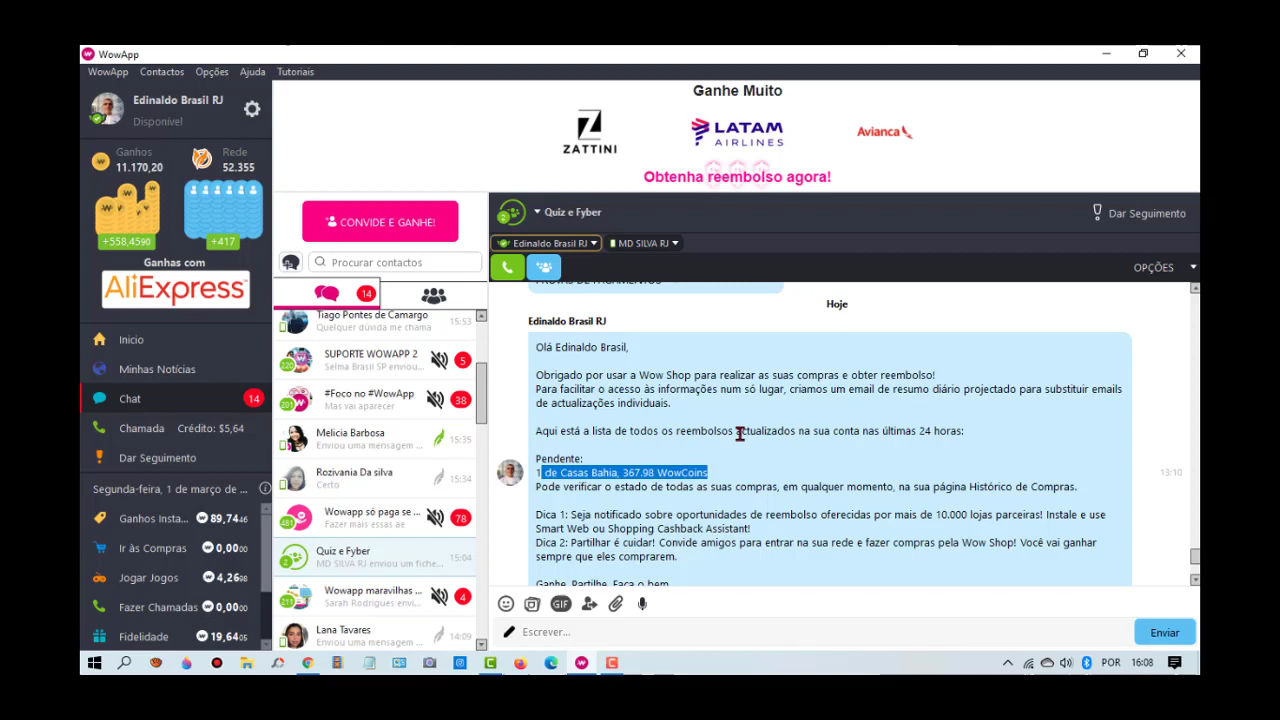 WowApp
WowApp Contactos Opções Ajuda Tutoriais
Edinaldo Brasil RJ
Disponível
Ganhos
11.170,20
Rede
52.355
+558,4590
+417
Ganhas com
AliExpress
Inicio
Minhas Notícias
Chat 14
Chamada Crédito: $5,64
Dar Seguimento
Segunda-feira, 1 de março de ...
Ganhos Insta... 89,7446
Ir às Compras 0,0000
Jogar Jogos
Fazer Chamadas 0,0000
Fidelidade 19,6405
Ganhe Muito
ZATTINI
LATAM
AIRLINES
Avianca
Obtenha reembolso agora!
CONVIDE E GANHE!
Procurar contactos
14
Tiago Pontes de Camargo 15:53
Quelquer dúvida me chama
SUPORTE WOWAPP 2 5
Selma Brasil SP enviou...
#Foco no #WowApp 38
Mas vai aparecer
Melicia Barbosa 15:35
Enviou uma mensagem ...
Rozivania Da silva 15:34
Certo
Wowapp só paga se ... 78
Fazer mais essas ae
Quiz e Fyber 15:04
MD SILVA RJ enviou um fiche...
Wowapp maravilhas ... 4
Sarah Rodrigues envi...
Lana Tavares 14:09
Enviou uma mensagem ...
Quiz e Fyber
Dar Seguimento
Edinaldo Brasil RJ MD SILVA RJ
OPÇÕES
PROVAS DE PAGAMENTOS
Hoje
Edinaldo Brasil RJ
Olá Edinaldo Brasil,
Obrigado por usar a Wow Shop para realizar as suas compras e obter reembolso!
Para facilitar o acesso às informações num só lugar, criamos um email de resumo diário projectado para substituir emails
de actualizações individuais.
Aqui está a lista de todos os reembolsos actualizados na sua conta nas últimas 24 horas:
Pendente:
1 de Casas Bahia, 367.98 WowCoins
13:10
Pode verificar o estado de todas as suas compras, em qualquer momento, na sua página Histórico de Compras.
Dica 1: Seja notificado sobre oportunidades de reembolso oferecidas por mais de 10.000 lojas parceiras! Instale e use
Smart Web ou Shopping Cashback Assistant!
Dica 2: Partilhar é cuidar! Convide amigos para entrar na sua rede e fazer compras pela Wow Shop! Você vai ganhar
sempre que eles comprarem.
Ganhe, Partilhe, Faça o bem
GIF
Escrever...
Enviar
POR 16:08